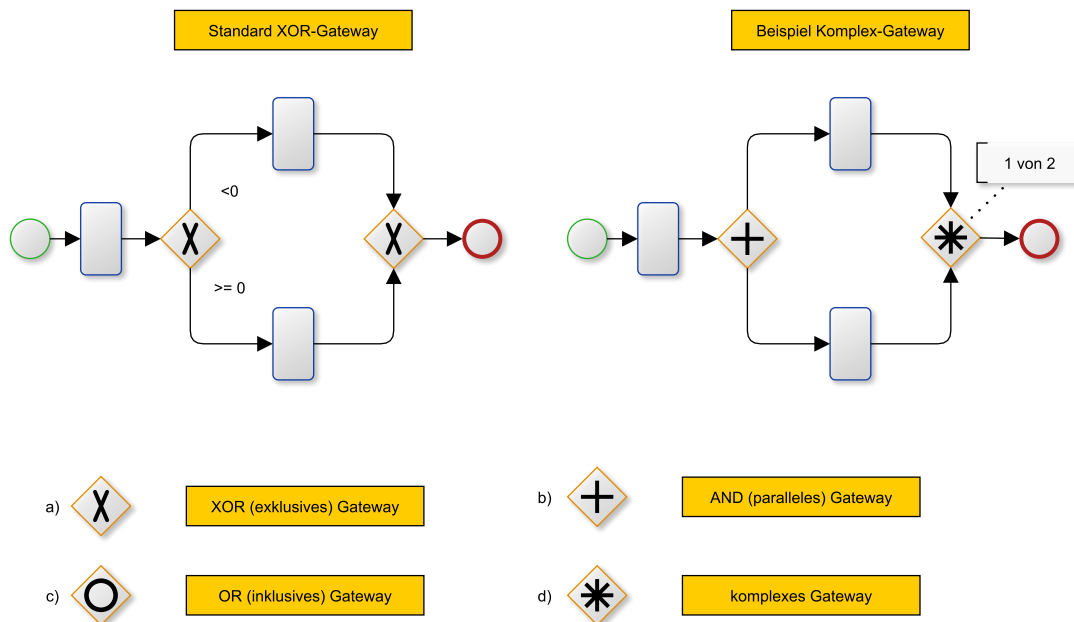 Standard XOR-Gateway
Beispiel Komplex-Gateway
1 von 2
<0
>= 0
a)
XOR (exklusives) Gateway
b)
AND (paralleles) Gateway
c)
OR (inklusives) Gateway
d)
komplexes Gateway